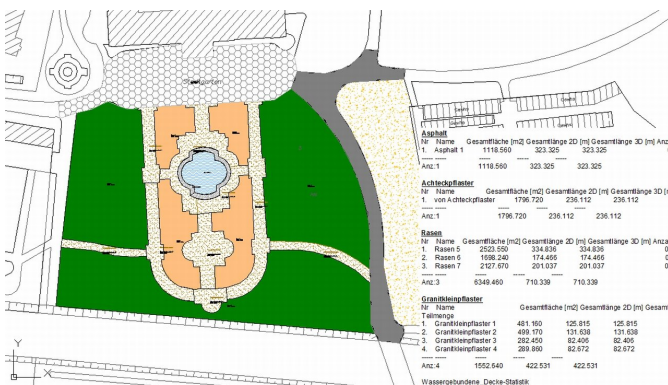 Asphalt
Nr Name Gesamtfläche [m2] Gesamtlänge 2D [m] Gesamtlänge 3D [m] Anz
1. Asphalt 1 1118.560 323.325 323.325
----- ----- ----- ----- -----
Anz:1 1118.560 323.325 323.325
Achteckpflaster
Nr Name Gesamtfläche [m2] Gesamtlänge 2D [m] Gesamtlänge 3D [m]
1. von Achteckpflaster 1796.720 236.112 236.112
----- ----- ----- ----- -----
Anz:1 1796.720 236.112 236.112
Rasen
Nr Name Gesamtfläche [m2] Gesamtlänge 2D [m] Gesamtlänge 3D [m] Anza
1. Rasen 5 2523.550 334.836 334.836 0
2. Rasen 6 1698.240 174.466 174.466 0
3. Rasen 7 2127.670 201.037 201.037 0
----- ----- ----- ----- -----
Anz:3 6349.460 710.339 710.339
Granitkleinpflaster
Nr Name Gesamtfläche [m2] Gesamtlänge 2D [m] Gesamt
Teilmenge
1. Granitkleinpflaster 1 481.160 125.815 125.815
2. Granitkleinpflaster 2 499.170 131.638 131.638
3. Granitkleinpflaster 3 282.450 82.406 82.406
4. Granitkleinpflaster 4 289.860 82.672 82.672
----- ----- ----- ----- -----
Anz:4 1552.640 422.531 422.531
Wassergebundene_Decke-Statistik
Y
X